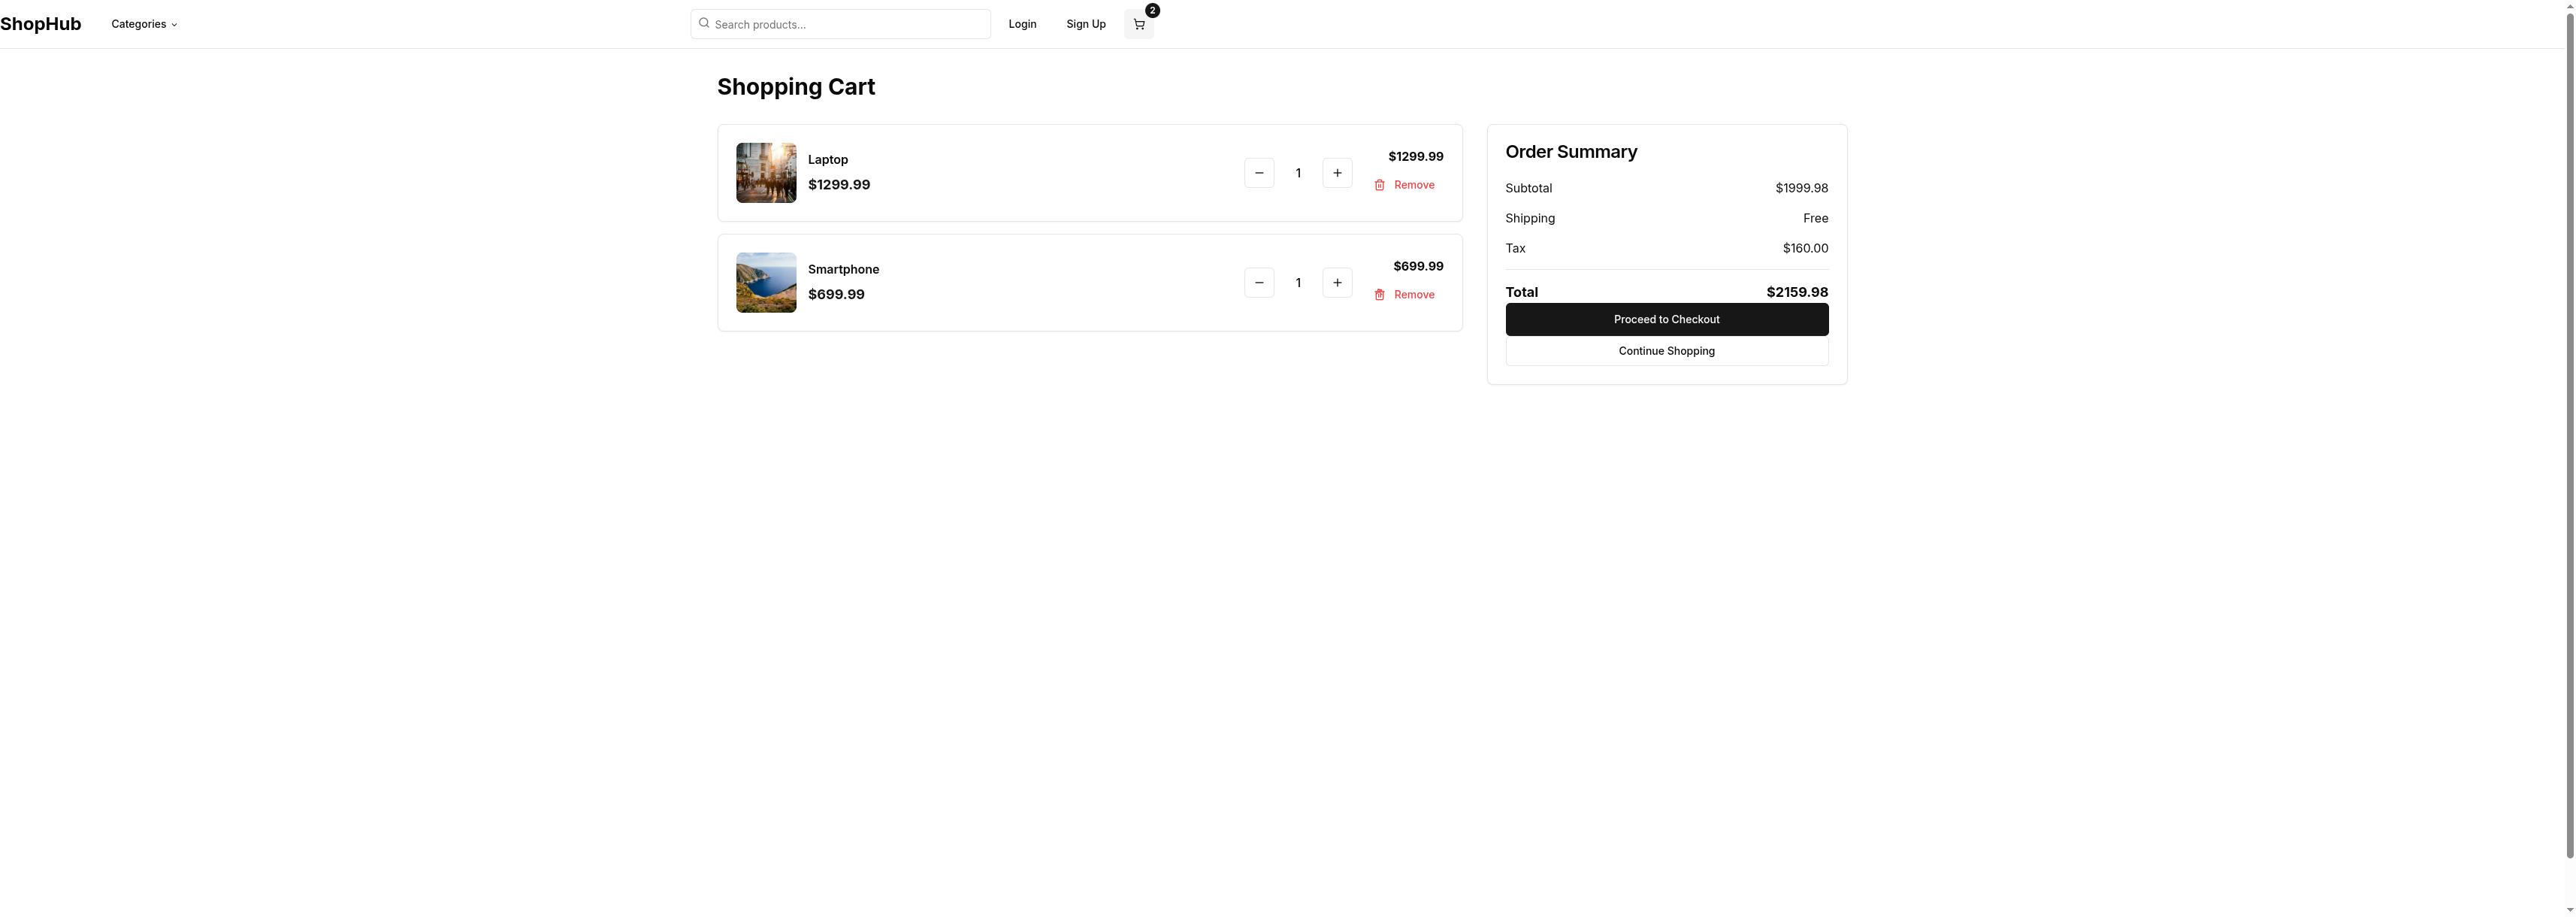 ShopHub
Categories
Search products...
Login
Sign Up
2
Shopping Cart
Laptop
$1299.99
1
$1299.99
Remove
Smartphone
$699.99
1
$699.99
Remove
Order Summary
Subtotal $1999.98
Shipping Free
Tax $160.00
Total $2159.98
Proceed to Checkout
Continue Shopping